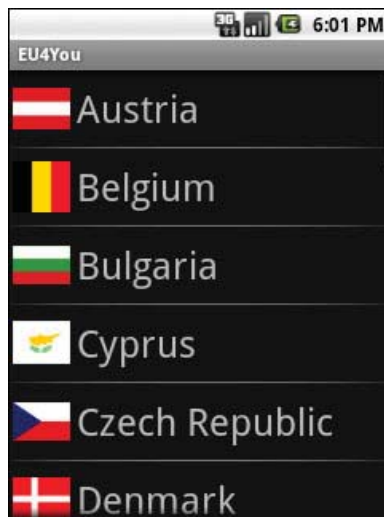 3G
6:01 PM
EU4You
Austria
Belgium
Bulgaria
Cyprus
Czech Republic
Denmark